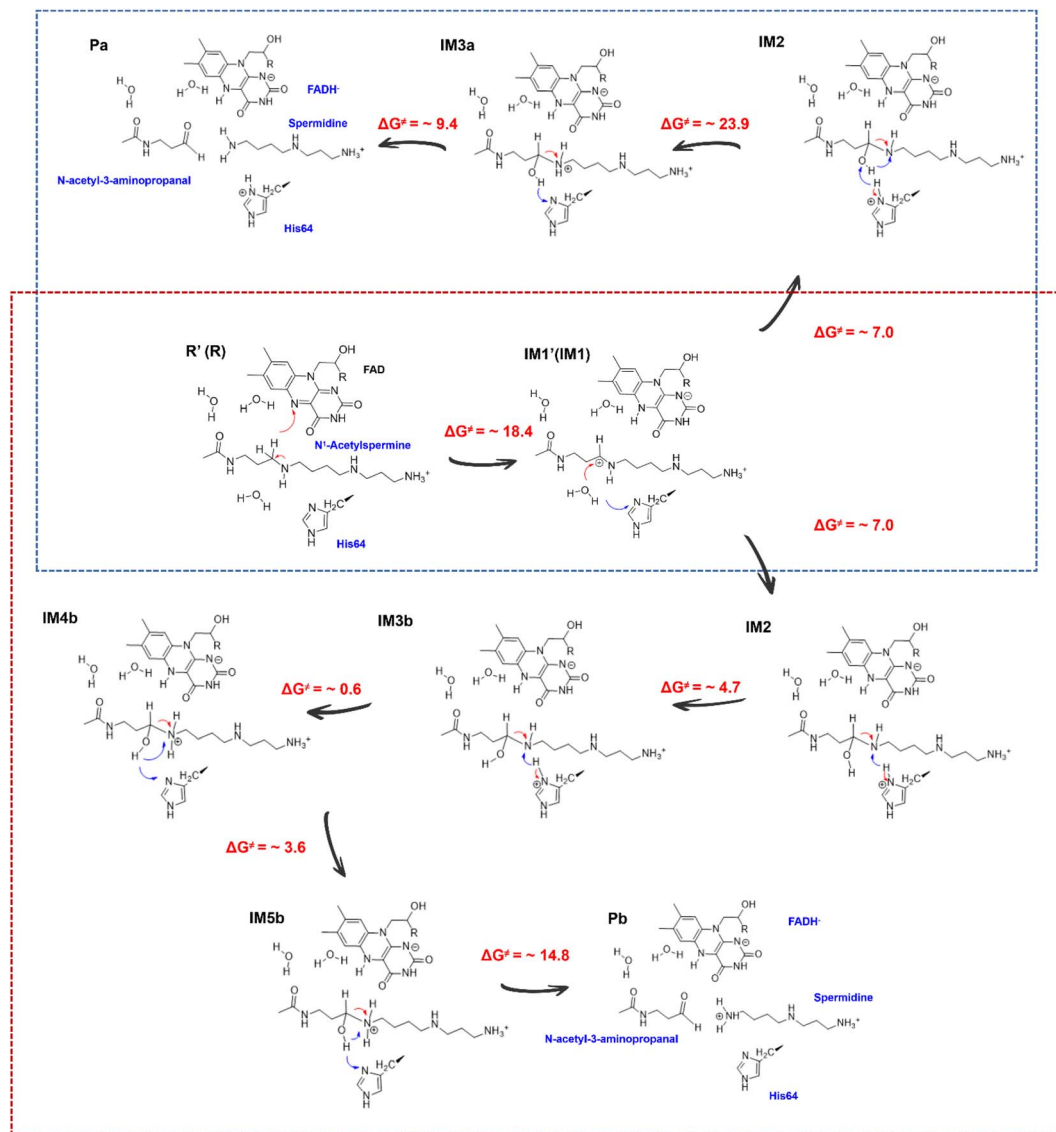 Pa
IM3a
IM2
FADH-
Spermidine
ΔG≠ = ~ 9.4
ΔG≠ = ~ 23.9
N-acetyl-3-aminopropanal
His64
R' (R)
IM1'(IM1)
ΔG≠ = ~ 7.0
FAD
N¹-Acetylspermine
ΔG≠ = ~ 18.4
His64
ΔG≠ = ~ 7.0
IM4b
IM3b
IM2
ΔG≠ = ~ 0.6
ΔG≠ = ~ 4.7
ΔG≠ = ~ 3.6
IM5b
Pb
FADH-
ΔG≠ = ~ 14.8
Spermidine
N-acetyl-3-aminopropanal
His64